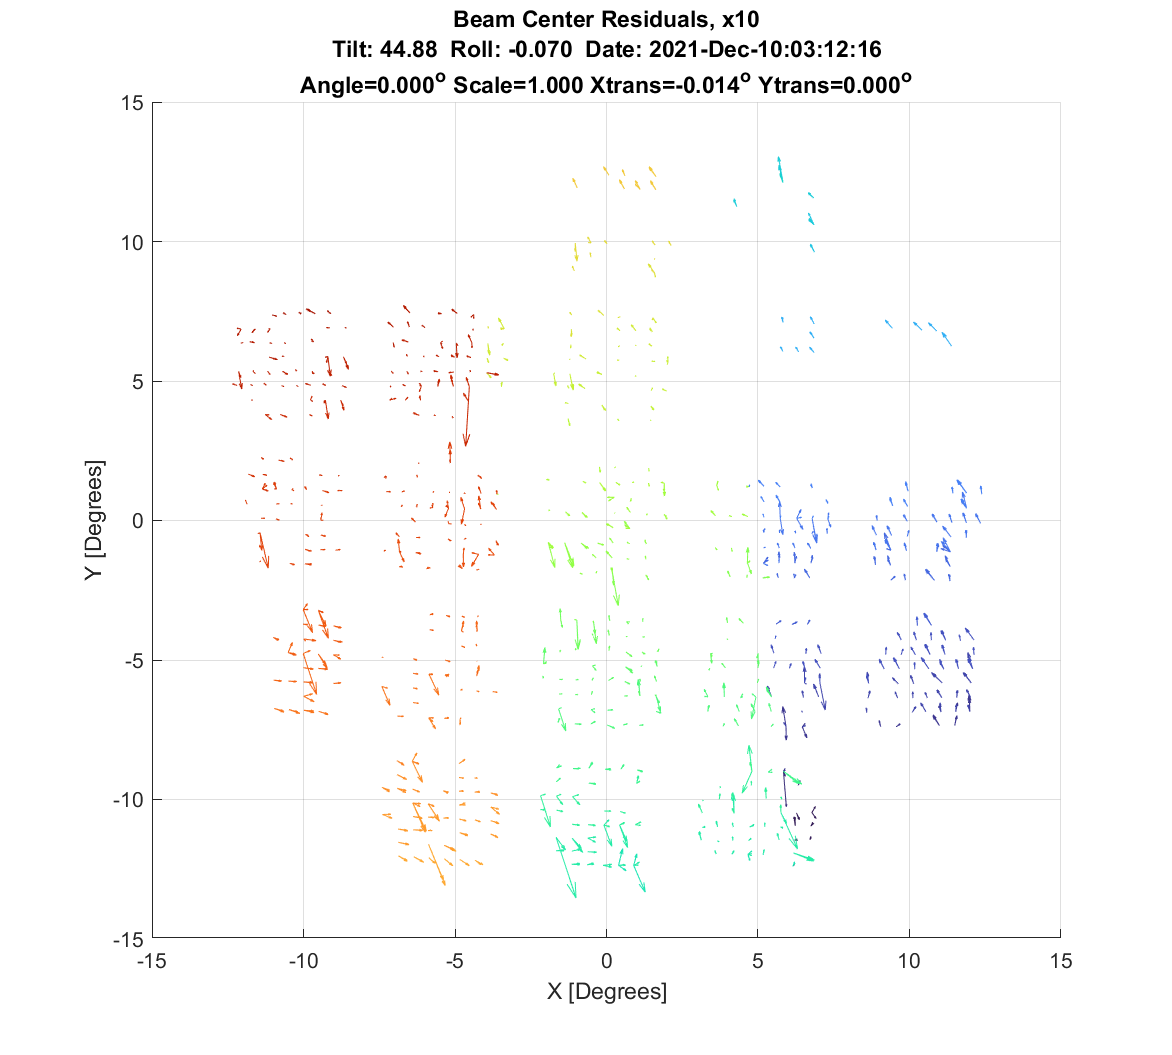 Beam Center Residuals, x10
Tilt: 44.88 Roll: -0.070 Date: 2021-Dec-10:03:12:16
Angle=0.000° Scale=1.000 Xtrans=-0.014° Ytrans=0.000°
15
10
5
0
-5
-10
-15
Y [Degrees]
-15 -10 -5 0 5 10 15
X [Degrees]